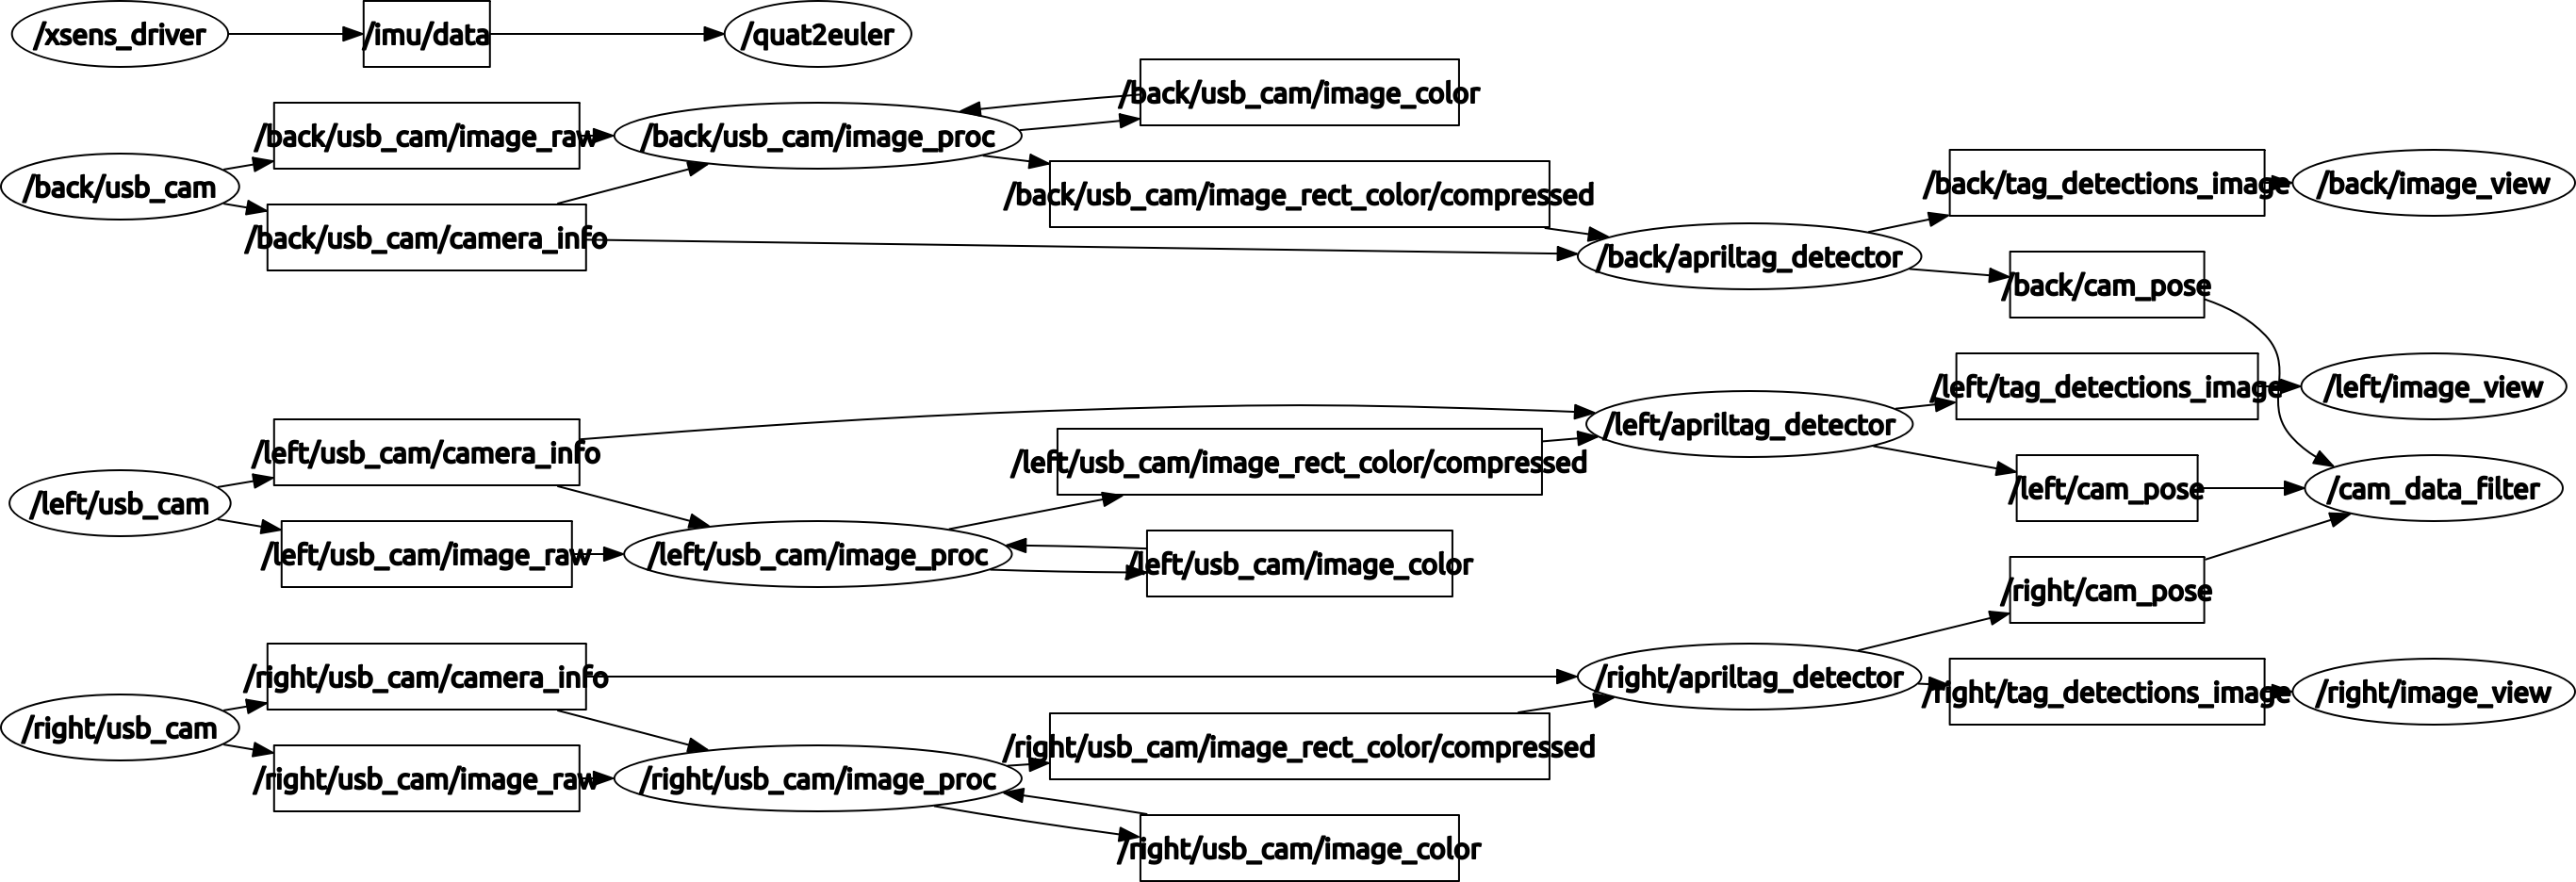 /xsens_driver
/imu/data
/quat2euler
/back/usb_cam/image_color
/back/usb_cam/image_raw
/back/usb_cam/image_proc
/back/usb_cam
/back/usb_cam/image_rect_color/compressed
/back/tag_detections_image
/back/image_view
/back/usb_cam/camera_info
/back/apriltag_detector
/back/cam_pose
/left/tag_detections_image
/left/image_view
/left/usb_cam/camera_info
/left/apriltag_detector
/left/usb_cam/image_rect_color/compressed
/left/usb_cam
/left/cam_pose
/cam_data_filter
/left/usb_cam/image_raw
/left/usb_cam/image_proc
/left/usb_cam/image_color
/right/cam_pose
/right/usb_cam/camera_info
/right/apriltag_detector
/right/tag_detections_image
/right/image_view
/right/usb_cam
/right/usb_cam/image_rect_color/compressed
/right/usb_cam/image_raw
/right/usb_cam/image_proc
/right/usb_cam/image_color